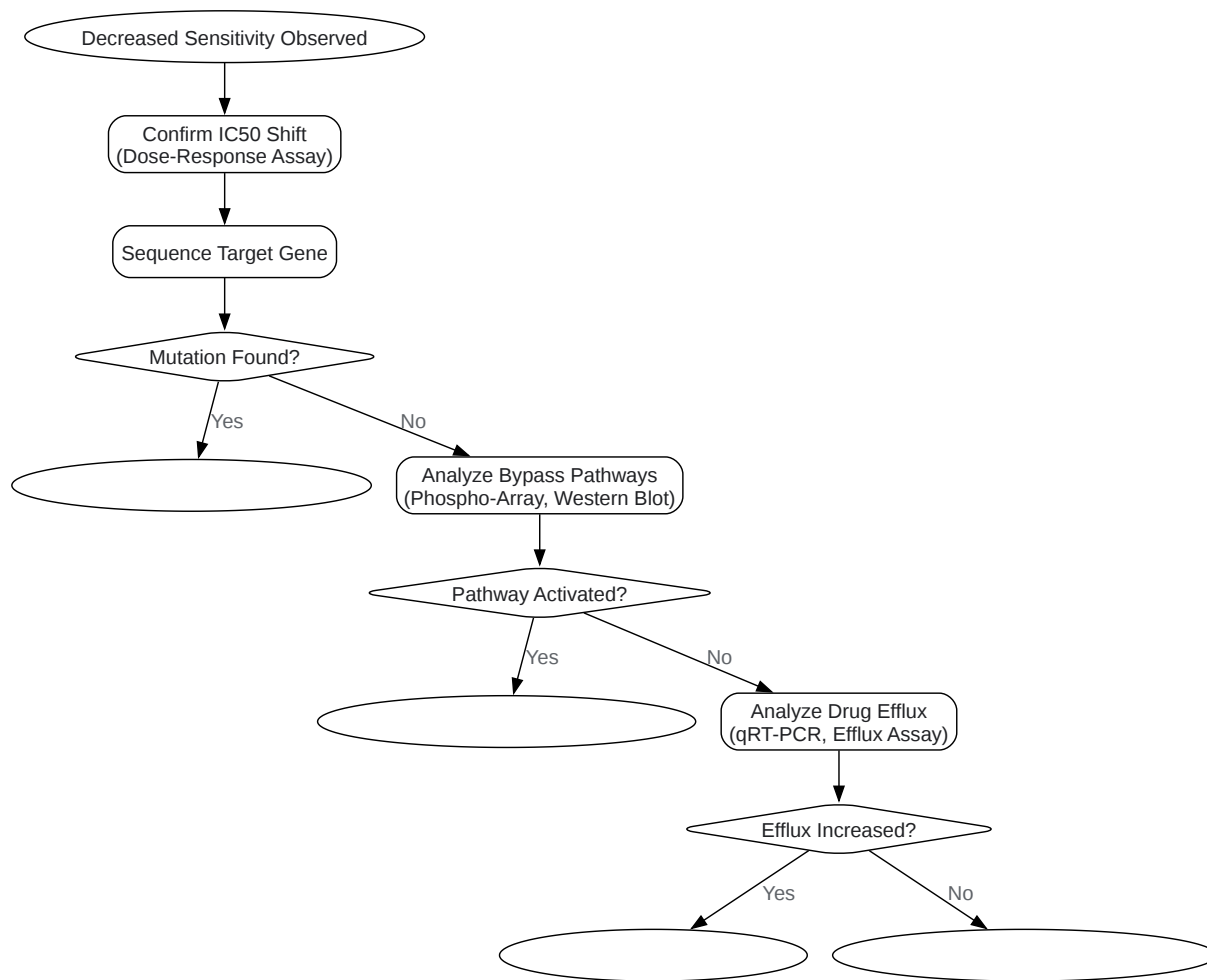 Decreased Sensitivity Observed
Confirm IC50 Shift
(Dose-Response Assay)
Sequence Target Gene
Mutation Found?
Yes
No
Analyze Bypass Pathways
(Phospho-Array, Western Blot)
Pathway Activated?
Yes
No
Analyze Drug Efflux
(qRT-PCR, Efflux Assay)
Efflux Increased?
Yes
No